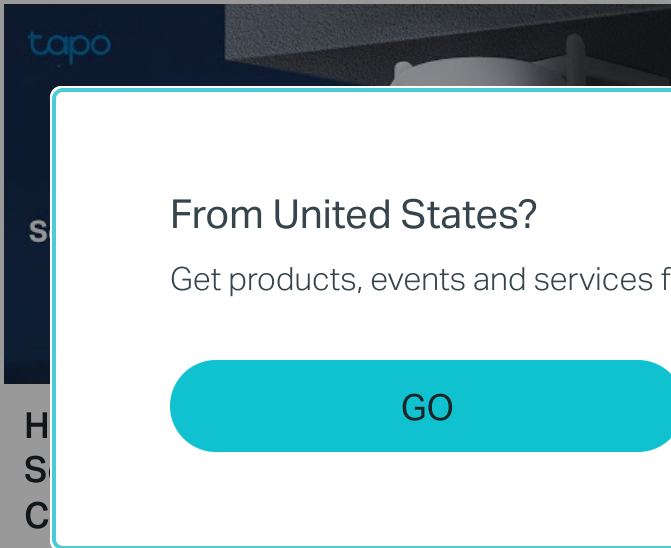 tapo
From United States?
Get products, events and services
GO
H
C